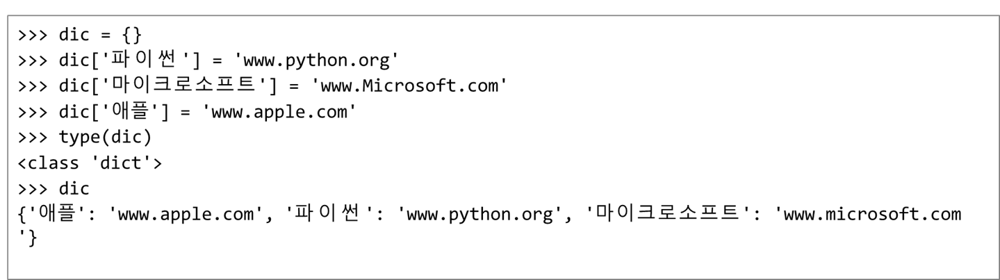 >>> dic = {}
>>> dic['파이썬'] = 'www.python.org'
>>> dic['마이크로소프트'] = 'www.Microsoft.com'
>>> dic['애플'] = 'www.apple.com'
>>> type(dic)
<class 'dict'>
>>> dic
{'애플': 'www.apple.com', '파이썬': 'www.python.org', '마이크로소프트': 'www.microsoft.com
'}